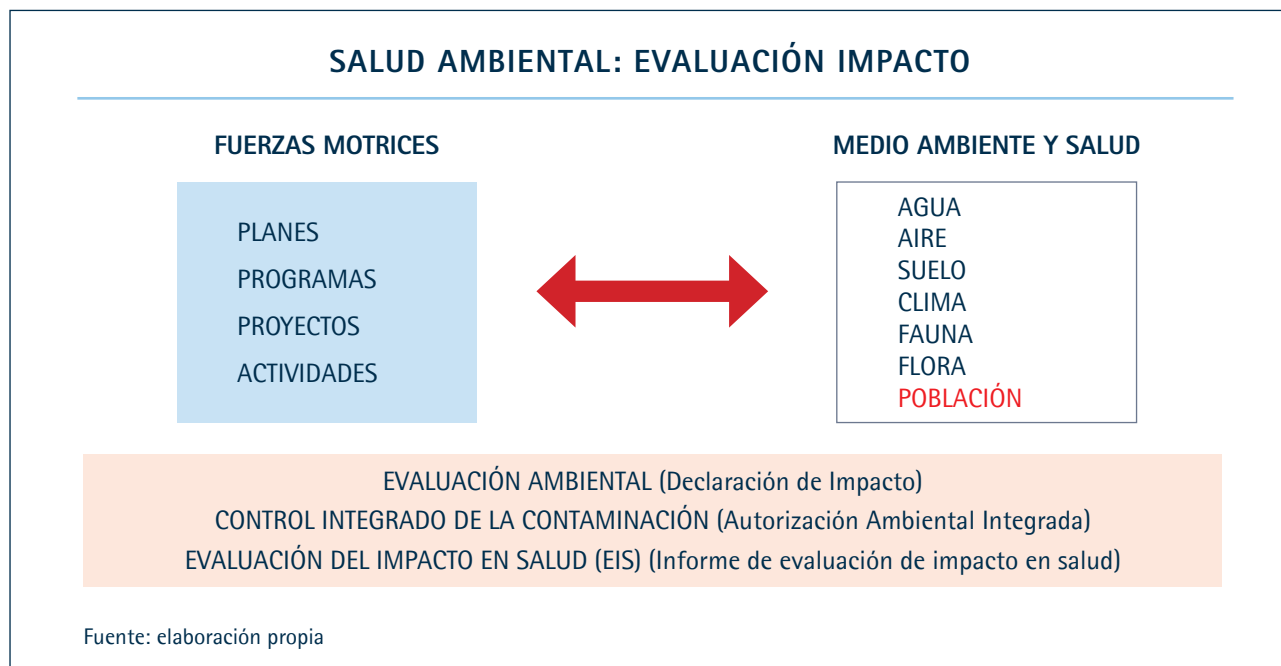 SALUD AMBIENTAL: EVALUACIÓN IMPACTO
FUERZAS MOTRICES
PLANES
PROGRAMAS
PROYECTOS
ACTIVIDADES
MEDIO AMBIENTE Y SALUD
AGUA
AIRE
SUELO
CLIMA
FAUNA
FLORA
POBLACIÓN
EVALUACIÓN AMBIENTAL (Declaración de Impacto)
CONTROL INTEGRADO DE LA CONTAMINACIÓN (Autorización Ambiental Integrada)
EVALUACIÓN DEL IMPACTO EN SALUD (EIS) (Informe de evaluación de impacto en salud)
Fuente: elaboración propia